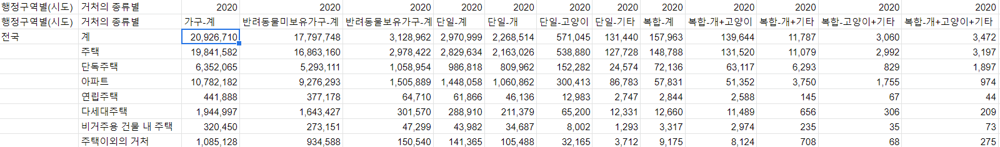 행정구역별(시도) 거처의 종류별 2020 2020 2020 2020 2020 2020 2020 2020 2020 2020 2020 2020
행정구역별(시도) 거처의 종류별 가구-계 반려동물미보유가구-계 반려동물보유가구-계 단일-계 단일-개 단일-고양이 단일-기타 복합-계 복합-개+고양이 복합-개+기타 복합-고양이+기타 복합-개+고양이+기타
전국 계 20,926,710 17,797,748 3,128,962 2,970,999 2,268,514 571,045 131,440 157,963 139,644 11,787 3,060 3,472
주택 19,841,582 16,863,160 2,978,422 2,829,634 2,163,026 538,880 127,728 148,788 131,520 11,079 2,992 3,197
단독주택 6,352,065 5,293,111 1,058,954 986,818 809,962 152,282 24,574 72,136 63,117 6,293 829 1,897
아파트 10,782,182 9,276,293 1,505,889 1,448,058 1,060,862 300,413 86,783 57,831 51,352 3,750 1,755 974
연립주택 441,888 377,178 64,710 61,866 46,136 12,983 2,747 2,844 2,588 145 67 44
다세대주택 1,944,997 1,643,427 301,570 288,910 211,379 65,200 12,331 12,660 11,489 656 306 209
비거주용 건물 내 주택 320,450 273,151 47,299 43,982 34,687 8,002 1,293 3,317 2,974 235 35 73
주택이외의 거처 1,085,128 934,588 150,540 141,365 105,488 32,165 3,712 9,175 8,124 708 68 275